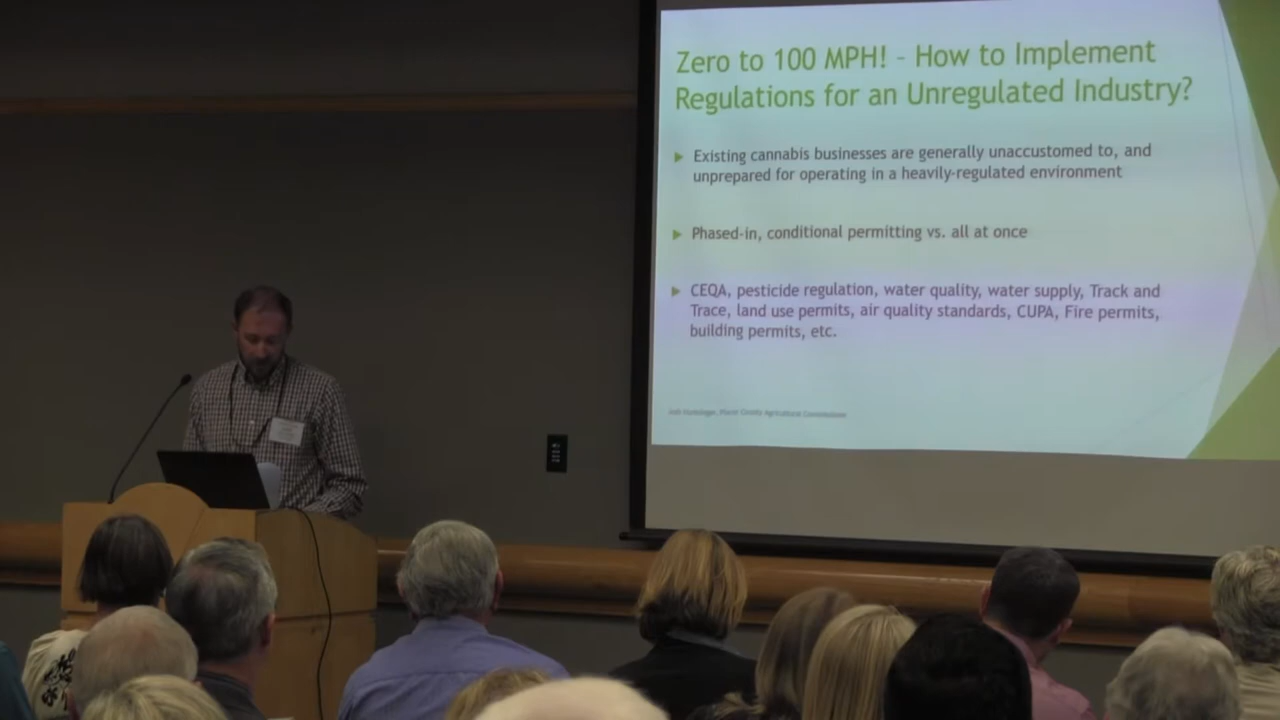 Zero to 100 MPH! - How to Implement
Regulations for an Unregulated Industry?
Existing cannabis businesses are generally unaccustomed to, and
unprepared for operating in a heavily-regulated environment
Phased-in, conditional permitting vs. all at once
CEQA, pesticide regulation, water quality, water supply, Track and
Trace, land use permits, air quality standards, CUPA, Fire permits,
building permits, etc.
County Agricultural Commissioner